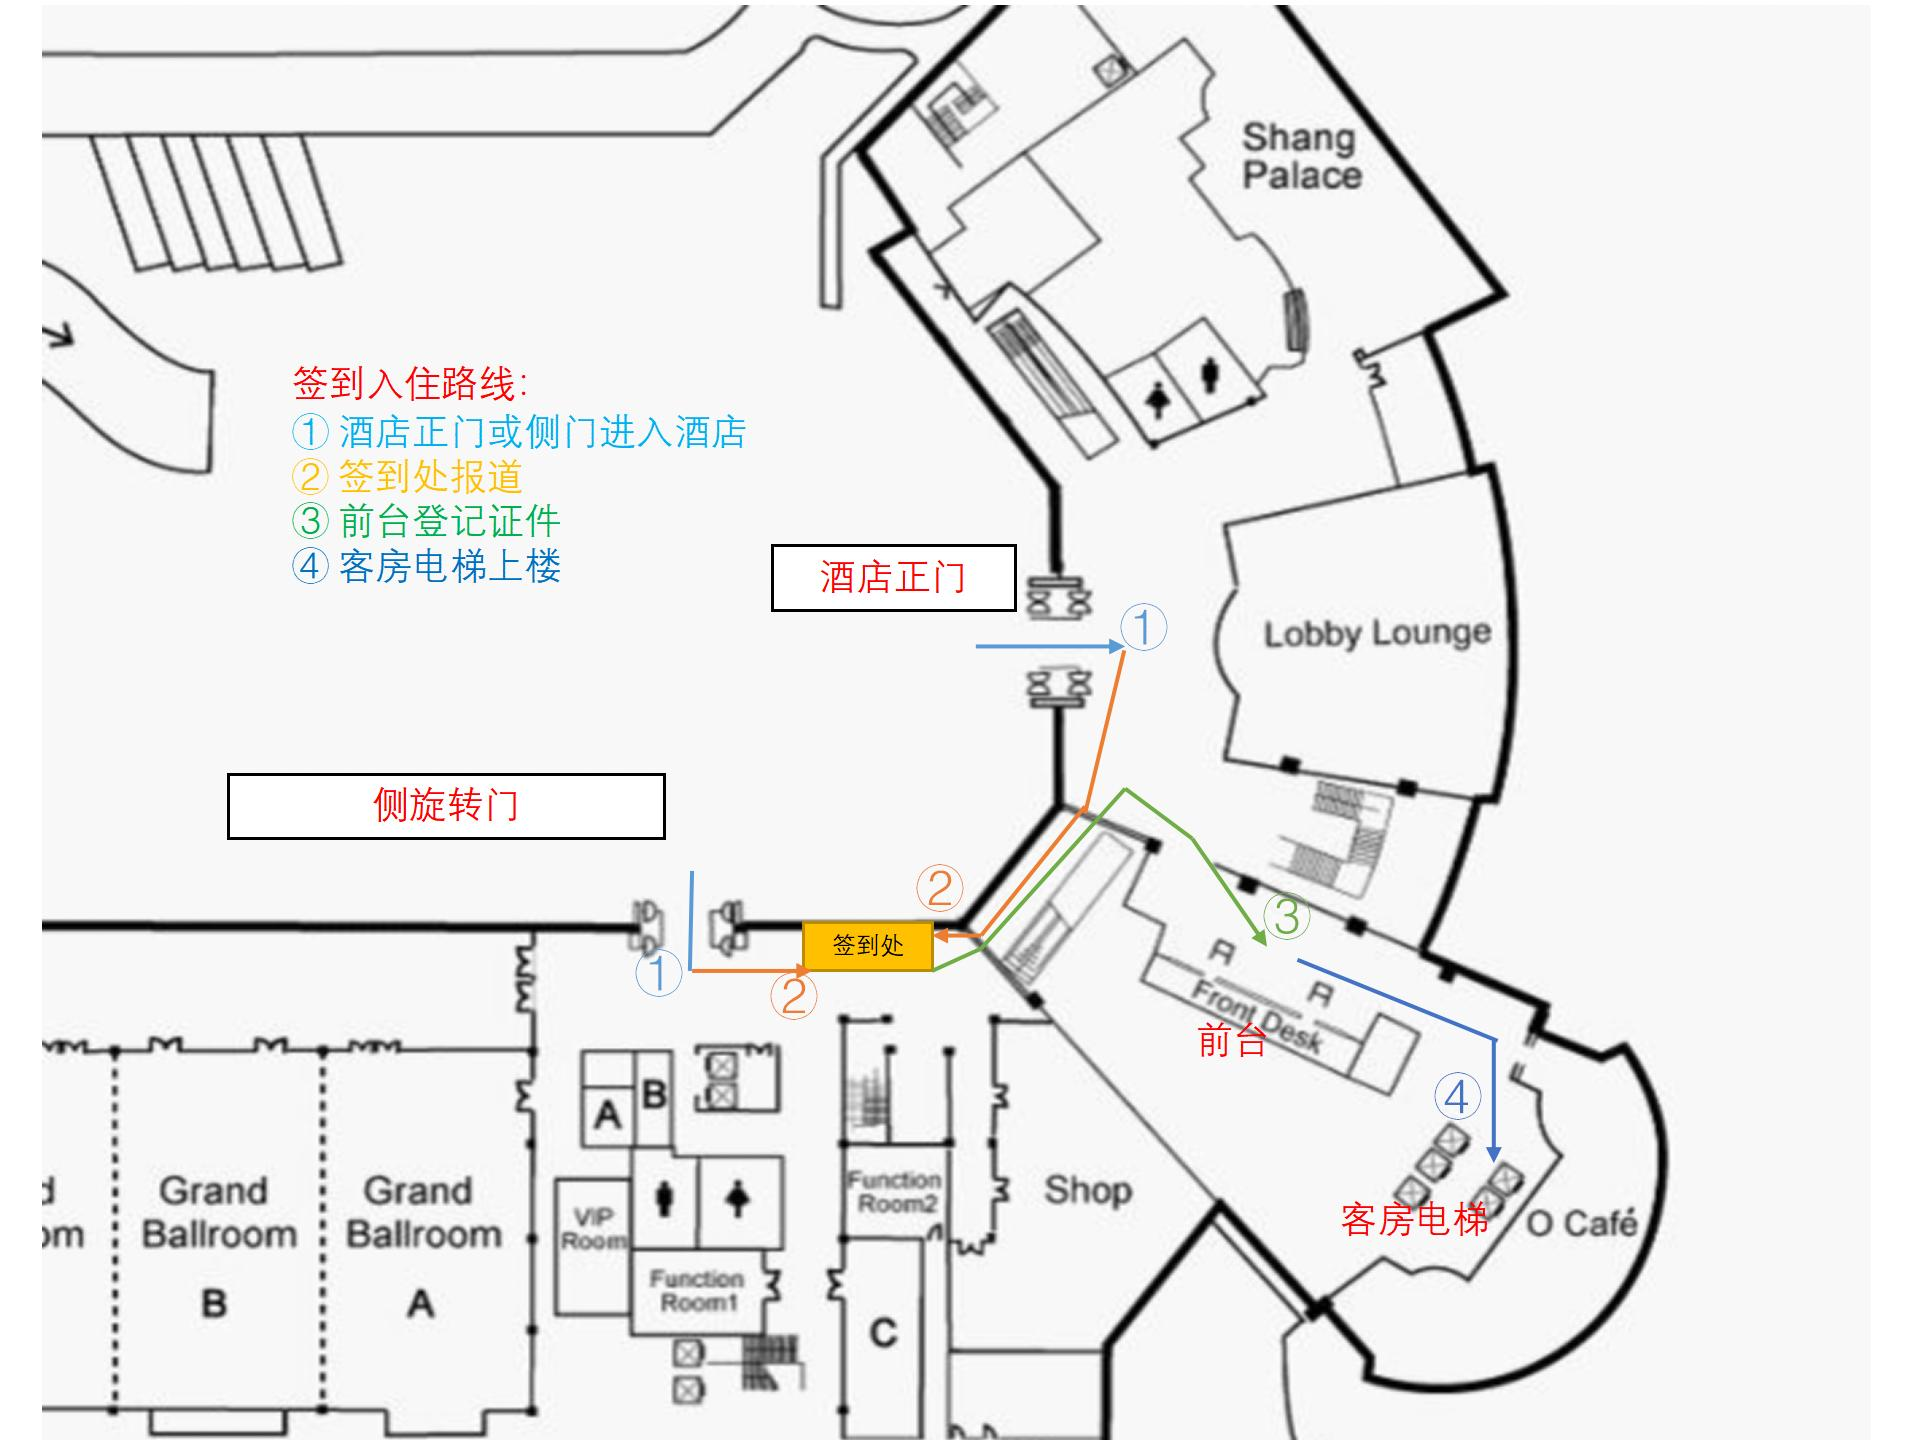 Shang
Palace
签到入住路线：
① 酒店正门或侧门进入酒店
② 签到处报道
③ 前台登记证件
④ 客房电梯上楼
酒店正门
①
Lobby Lounge
侧旋转门
②
签到处
③
①
②
Front Desk
前台
④
A
B
Grand
Ballroom
B
Grand
Ballroom
A
VIP
Room
Function
Room2
Shop
客房电梯
O Café
Function
Room1
C